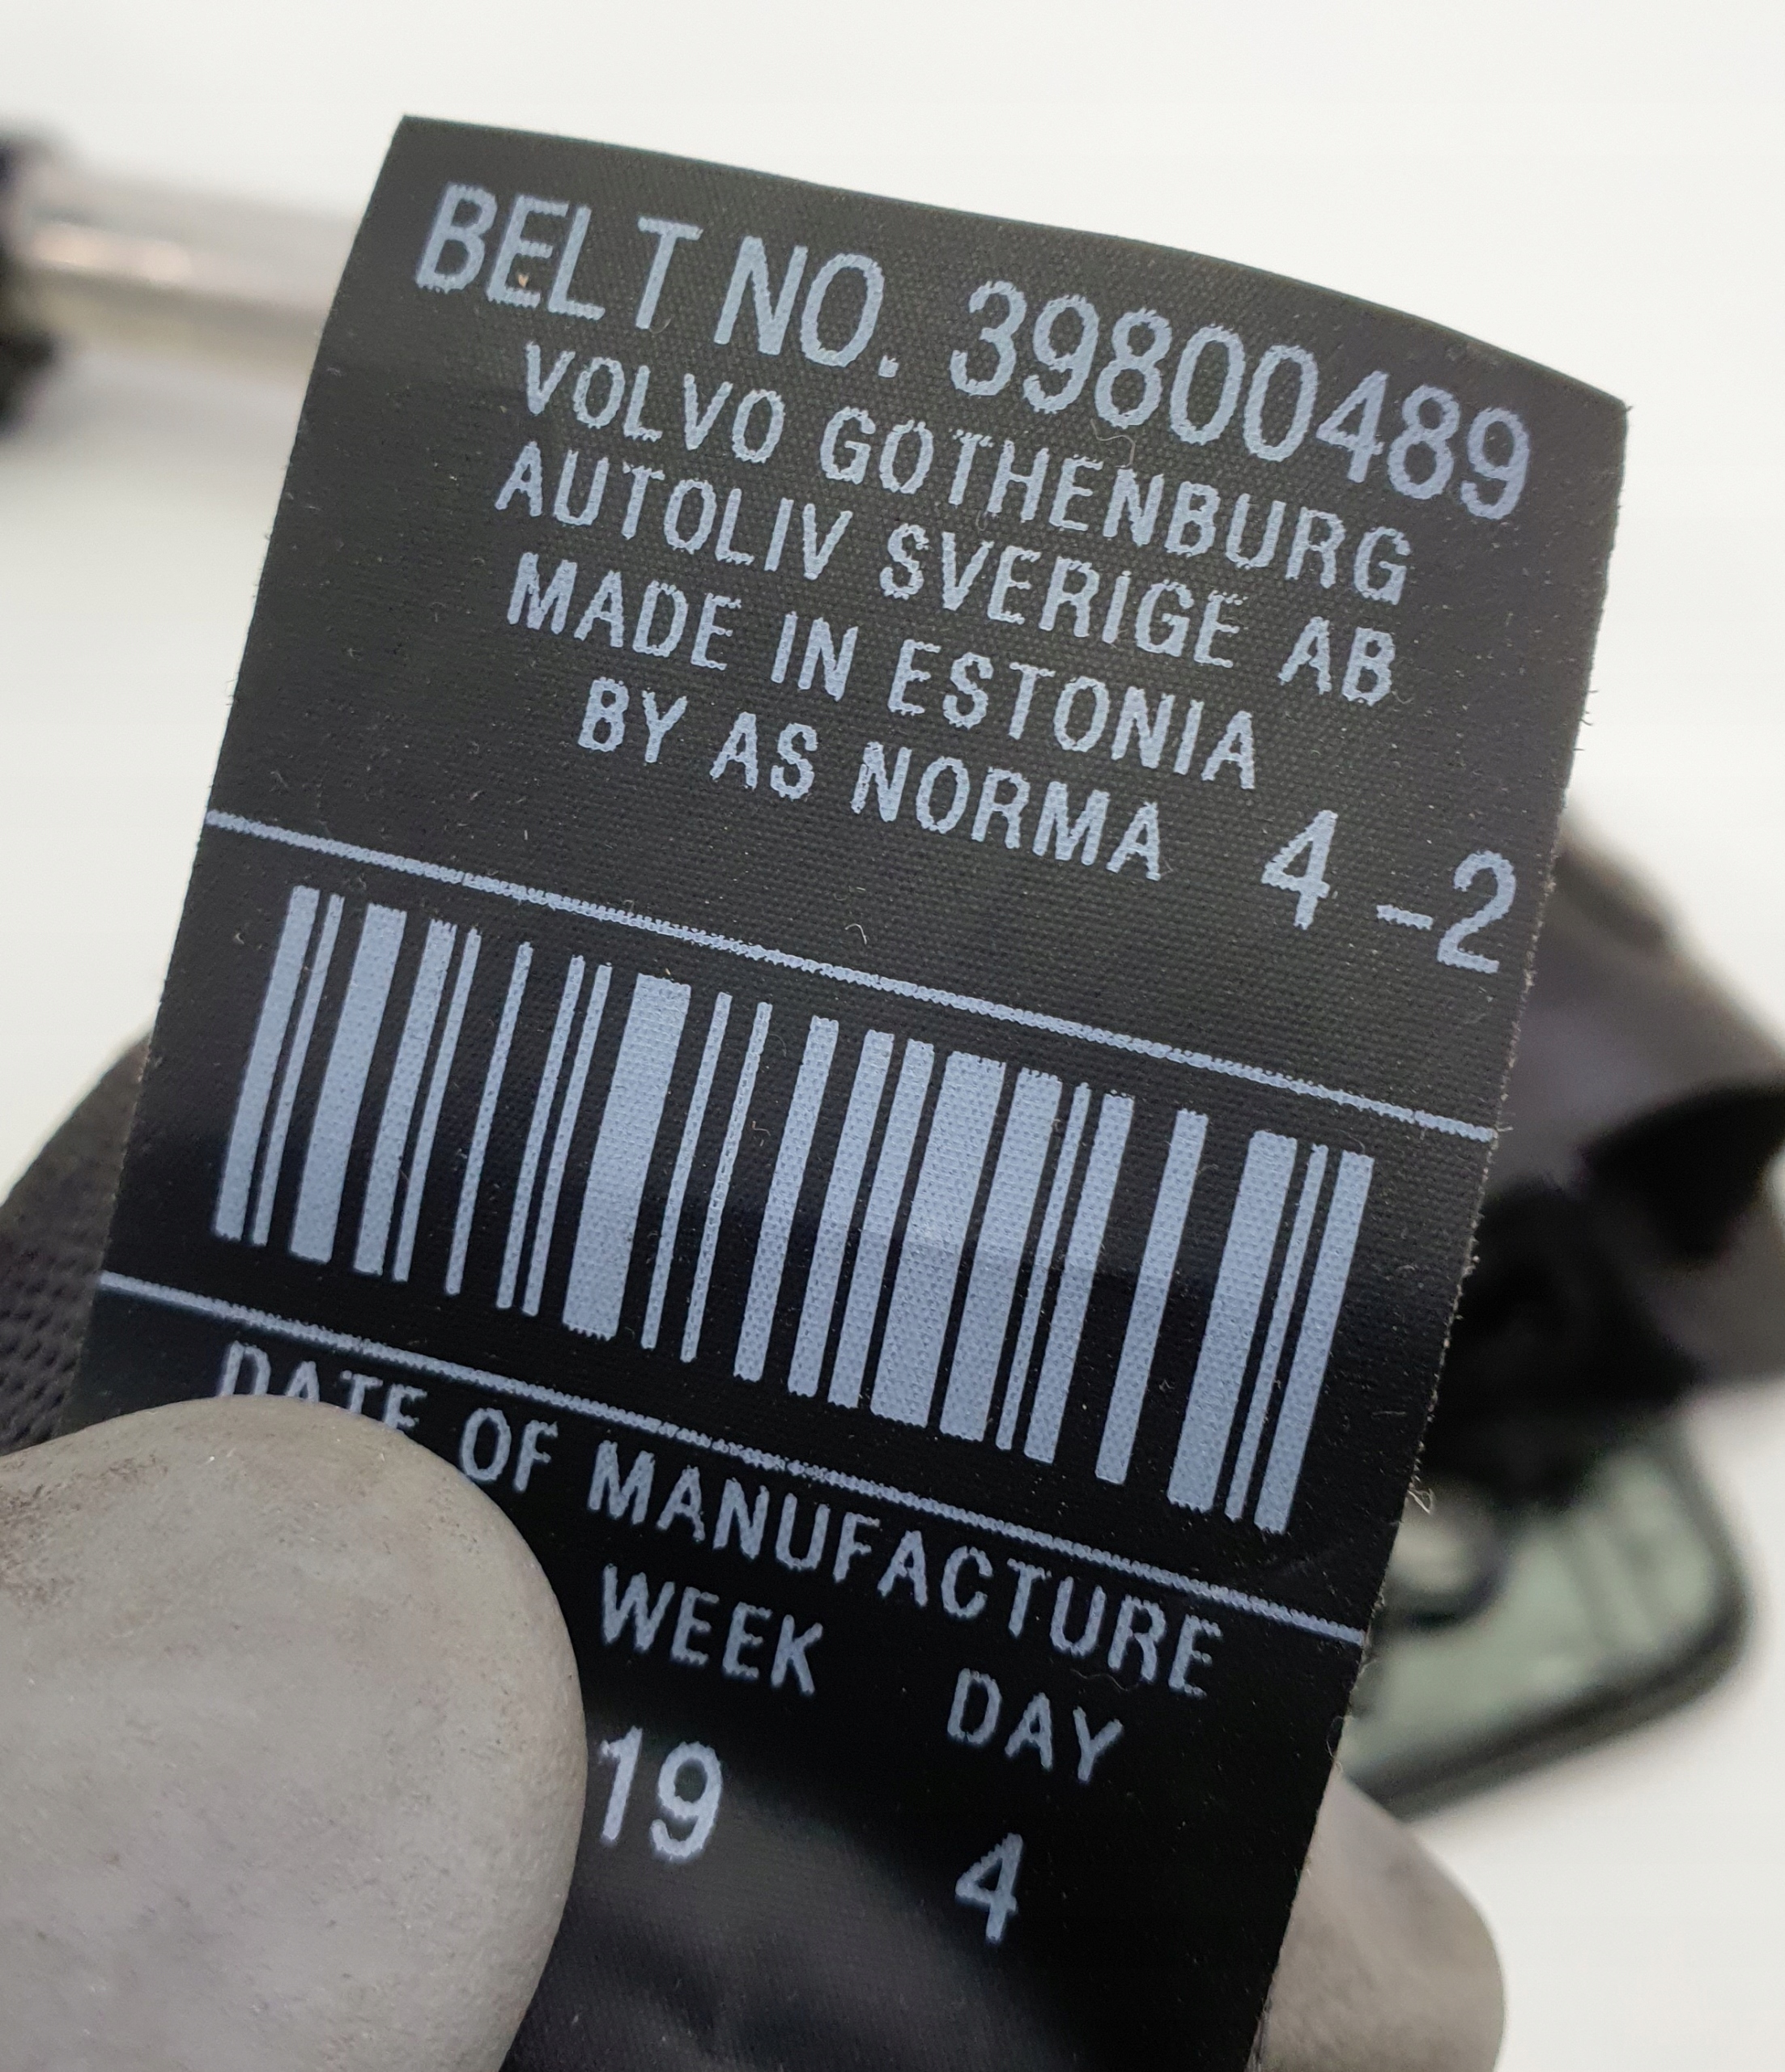 BELT NO. 39800489
VOLVO GOTHENBURG
AUTOLIV SVERIGE AB
MADE IN ESTONIA
BY AS NORMA 4-2
DATE OF MANUFACTURE
WEEK DAY
19 4